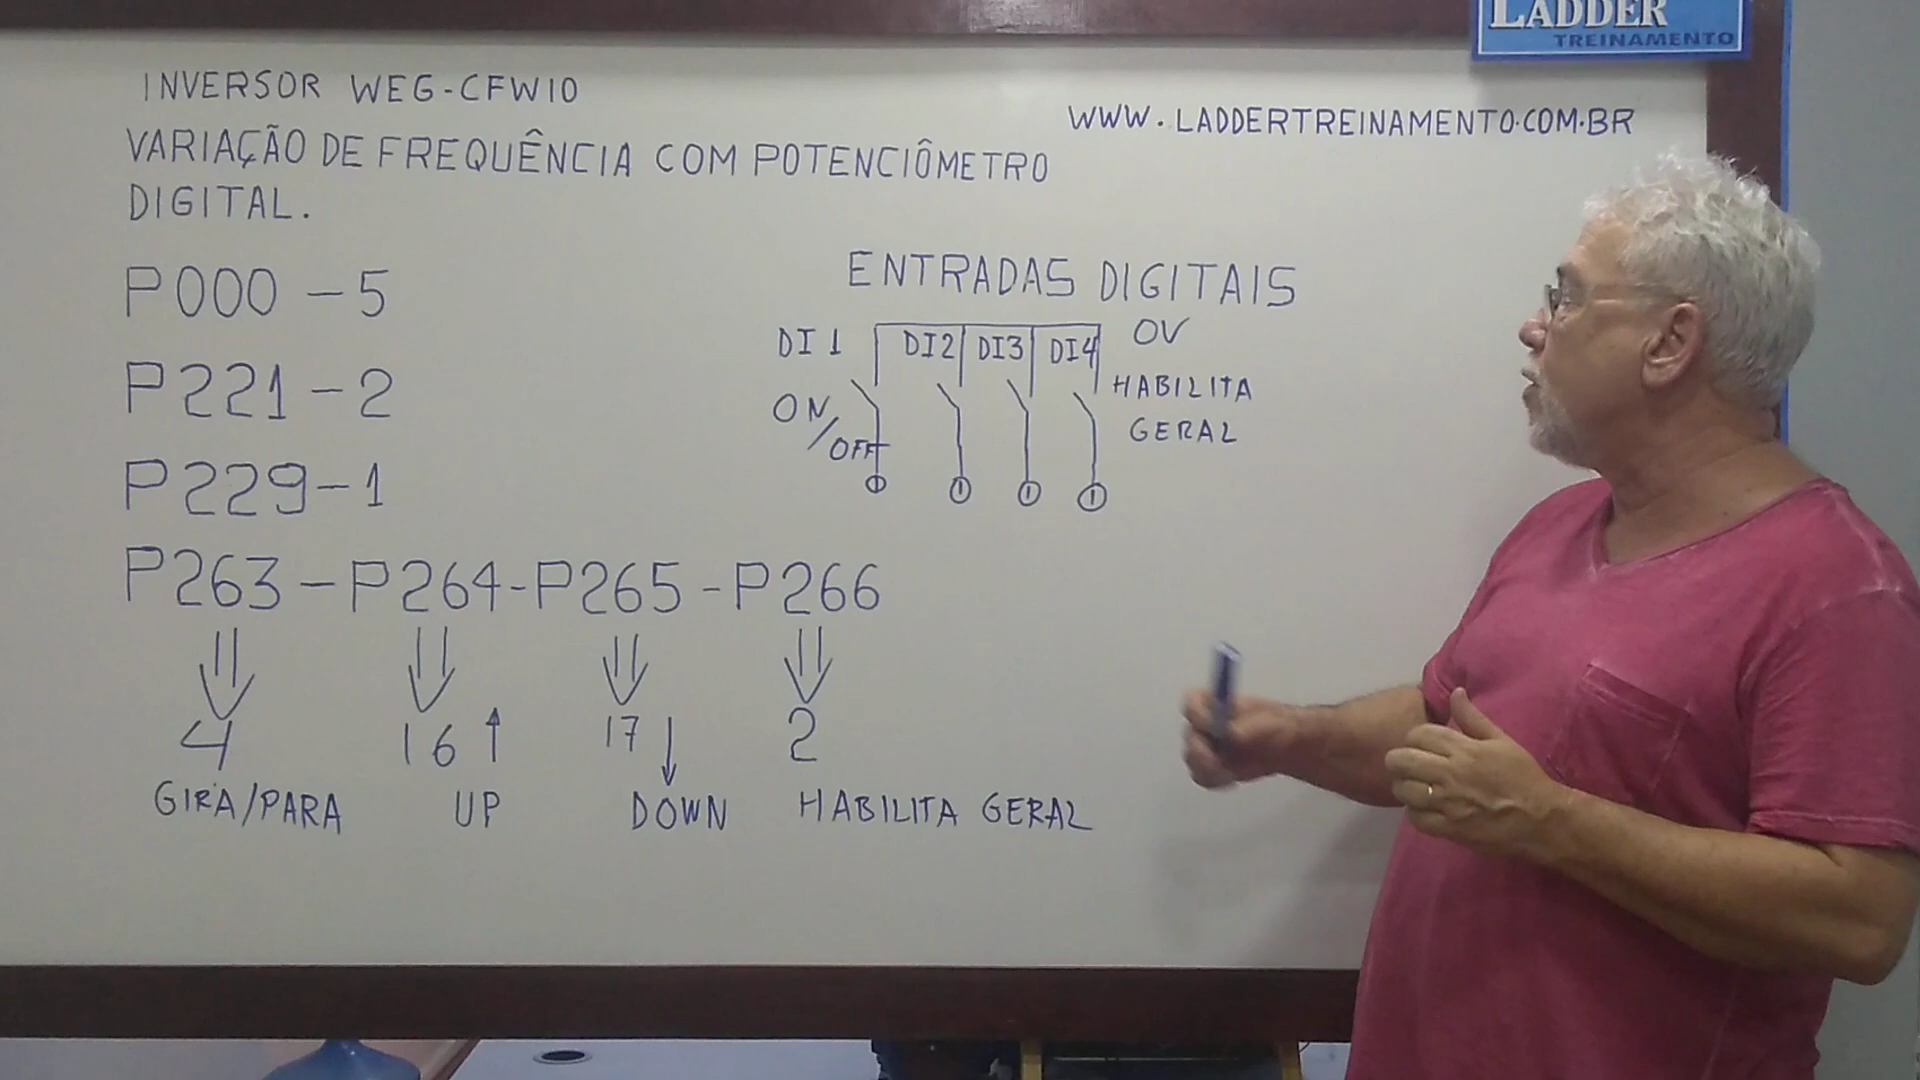 LADDER
TREINAMENTO
INVERSOR WEG-CFW10
WWW.LADDERTREINAMENTO.COM.BR
VARIAÇÃO DE FREQUÊNCIA COM POTENCIÔMETRO
DIGITAL.
P000 - 5
P221 - 2
P229 - 1
ENTRADAS DIGITAIS
DI1 DI2 DI3 DI4 0V
HABILITA
GERAL
ON/OFF
P263 - P264 - P265 - P266
4 16 ↑ 17 ↓ 2
GIRA/PARA UP DOWN HABILITA GERAL